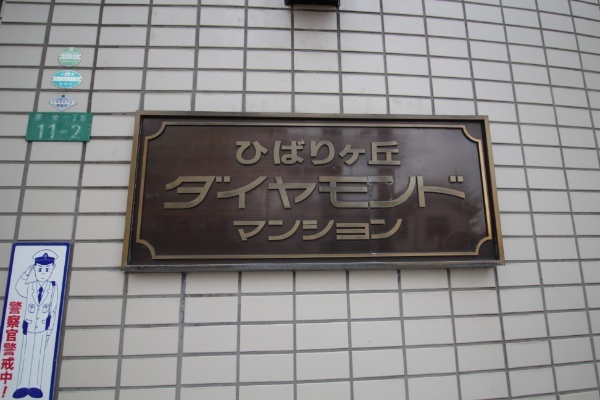 ひばりヶ丘
ダイヤモンド
マンション
11-2
警察官警戒中!